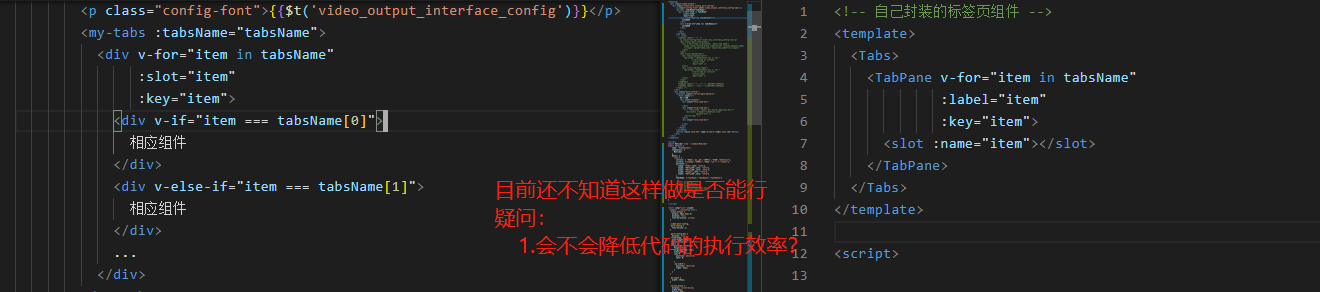 <p class="config-font">{{$t('video_output_interface_config')}}</p>
<my-tabs :tabsName="tabsName">
<div v-for="item in tabsName"
:slot="item"
:key="item">
<div v-if="item === tabsName[0]">
相应组件
</div>
<div v-else-if="item === tabsName[1]">
相应组件
</div>
...
</div>
目前还不知道这样做是否能行
疑问：
1.会不会降低代码的执行效率?
1 <!-- 自己封装的标签页组件 -->
2 <template>
3 <Tabs>
4 <TabPane v-for="item in tabsName"
5 :label="item"
6 :key="item">
7 <slot :name="item"></slot>
8 </TabPane>
9 </Tabs>
10 </template>
11
12 <script>
13